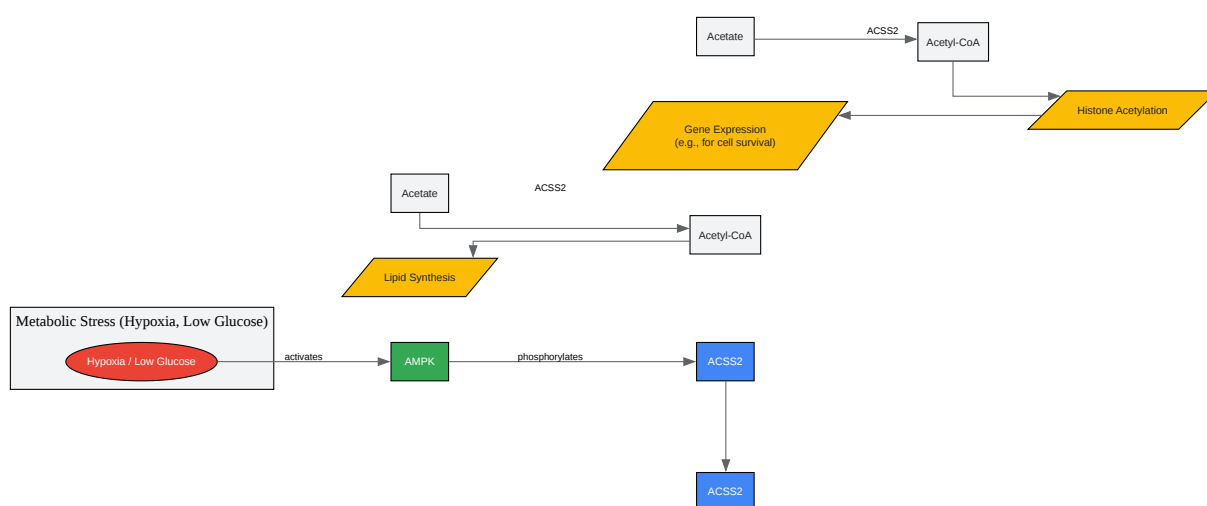 Acetate
ACSS2
Acetyl-CoA
Histone Acetylation
Gene Expression
(e.g., for cell survival)
Acetate
ACSS2
Acetyl-CoA
Lipid Synthesis
Metabolic Stress (Hypoxia, Low Glucose)
Hypoxia / Low Glucose
activates
AMPK
phosphorylates
ACSS2
ACSS2